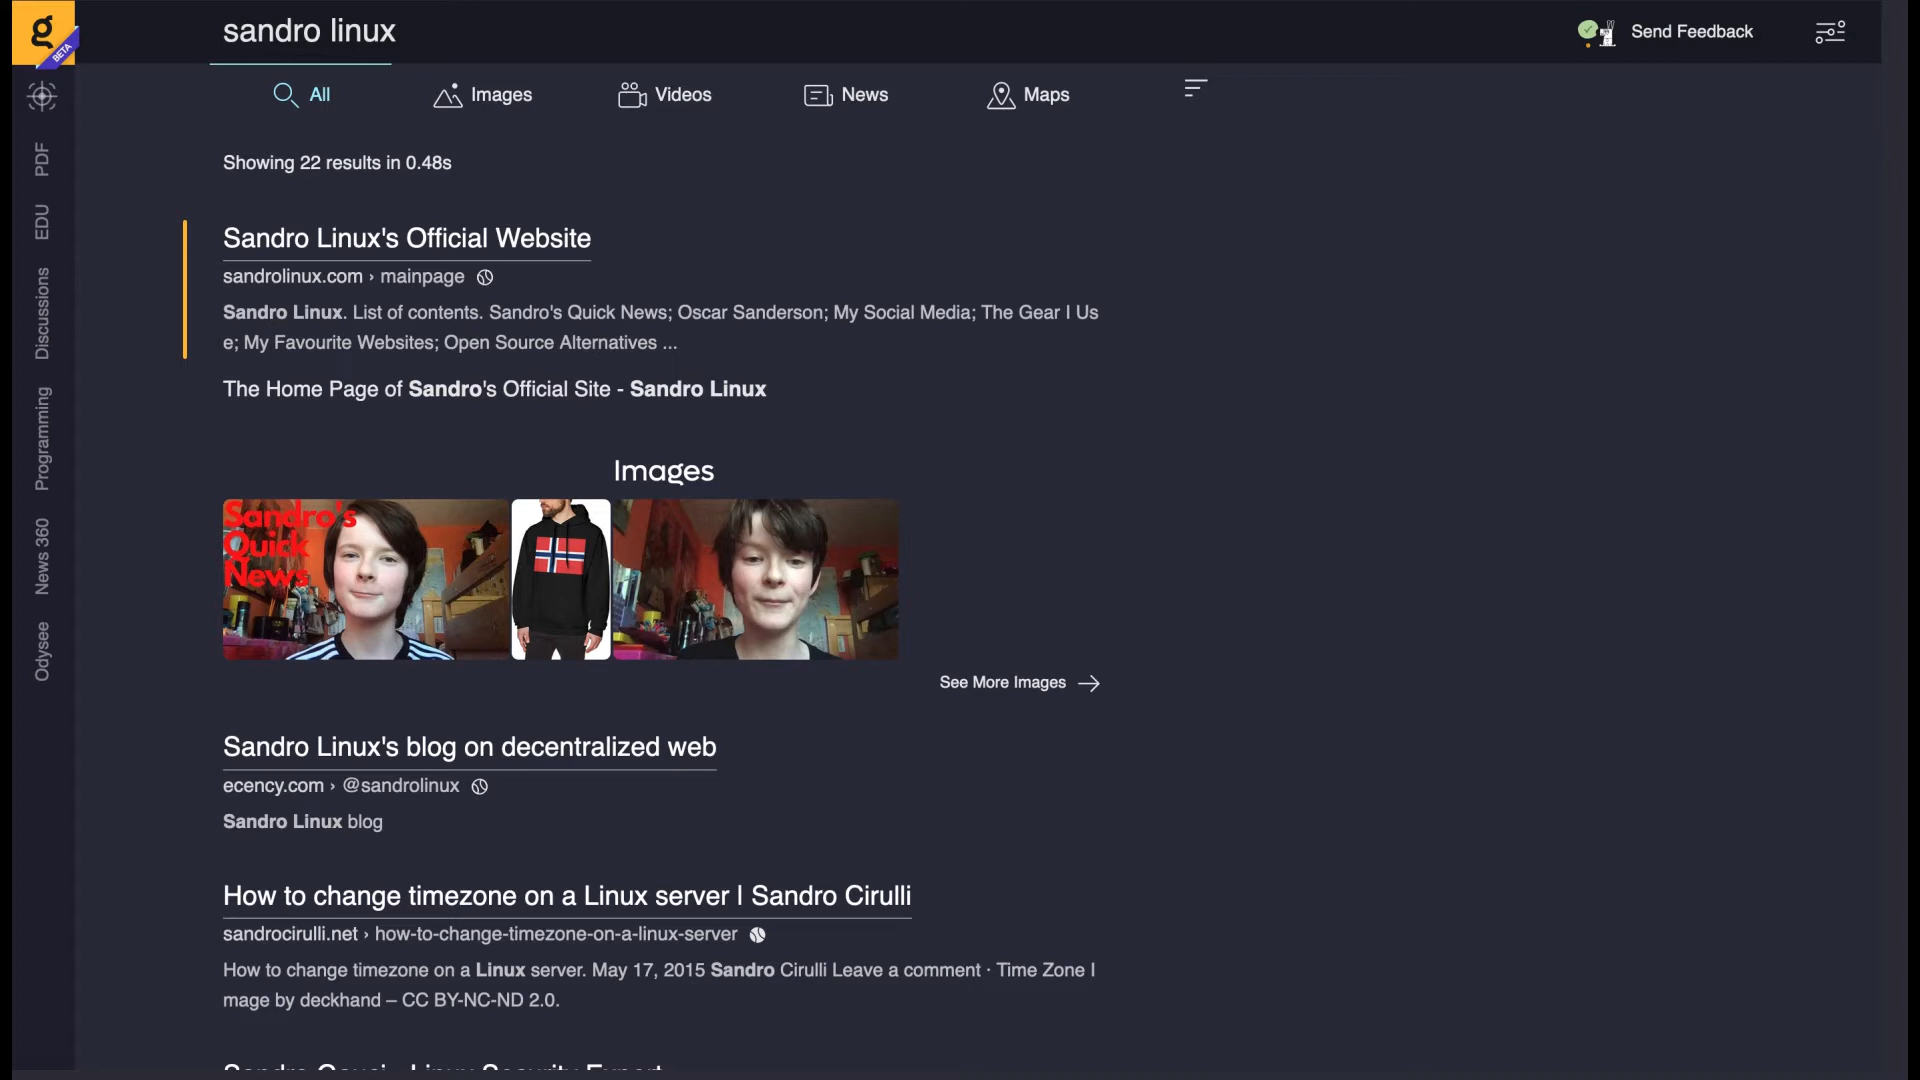 g
BETA
sandro linux
Send Feedback
All
Images
Videos
News
Maps
PDF
EDU
Discussions
Programming
News 360
Odysee
Showing 22 results in 0.48s
Sandro Linux's Official Website
sandrolinux.com › mainpage
Sandro Linux. List of contents. Sandro's Quick News; Oscar Sanderson; My Social Media; The Gear I Us
e; My Favourite Websites; Open Source Alternatives ...
The Home Page of Sandro's Official Site - Sandro Linux
Images
Sandro's
Quick
News
See More Images
Sandro Linux's blog on decentralized web
ecency.com › @sandrolinux
Sandro Linux blog
How to change timezone on a Linux server | Sandro Cirulli
sandrocirulli.net › how-to-change-timezone-on-a-linux-server
How to change timezone on a Linux server. May 17, 2015 Sandro Cirulli Leave a comment · Time Zone I
mage by deckhand – CC BY-NC-ND 2.0.
Sandro Gauci - Linux Security Expert